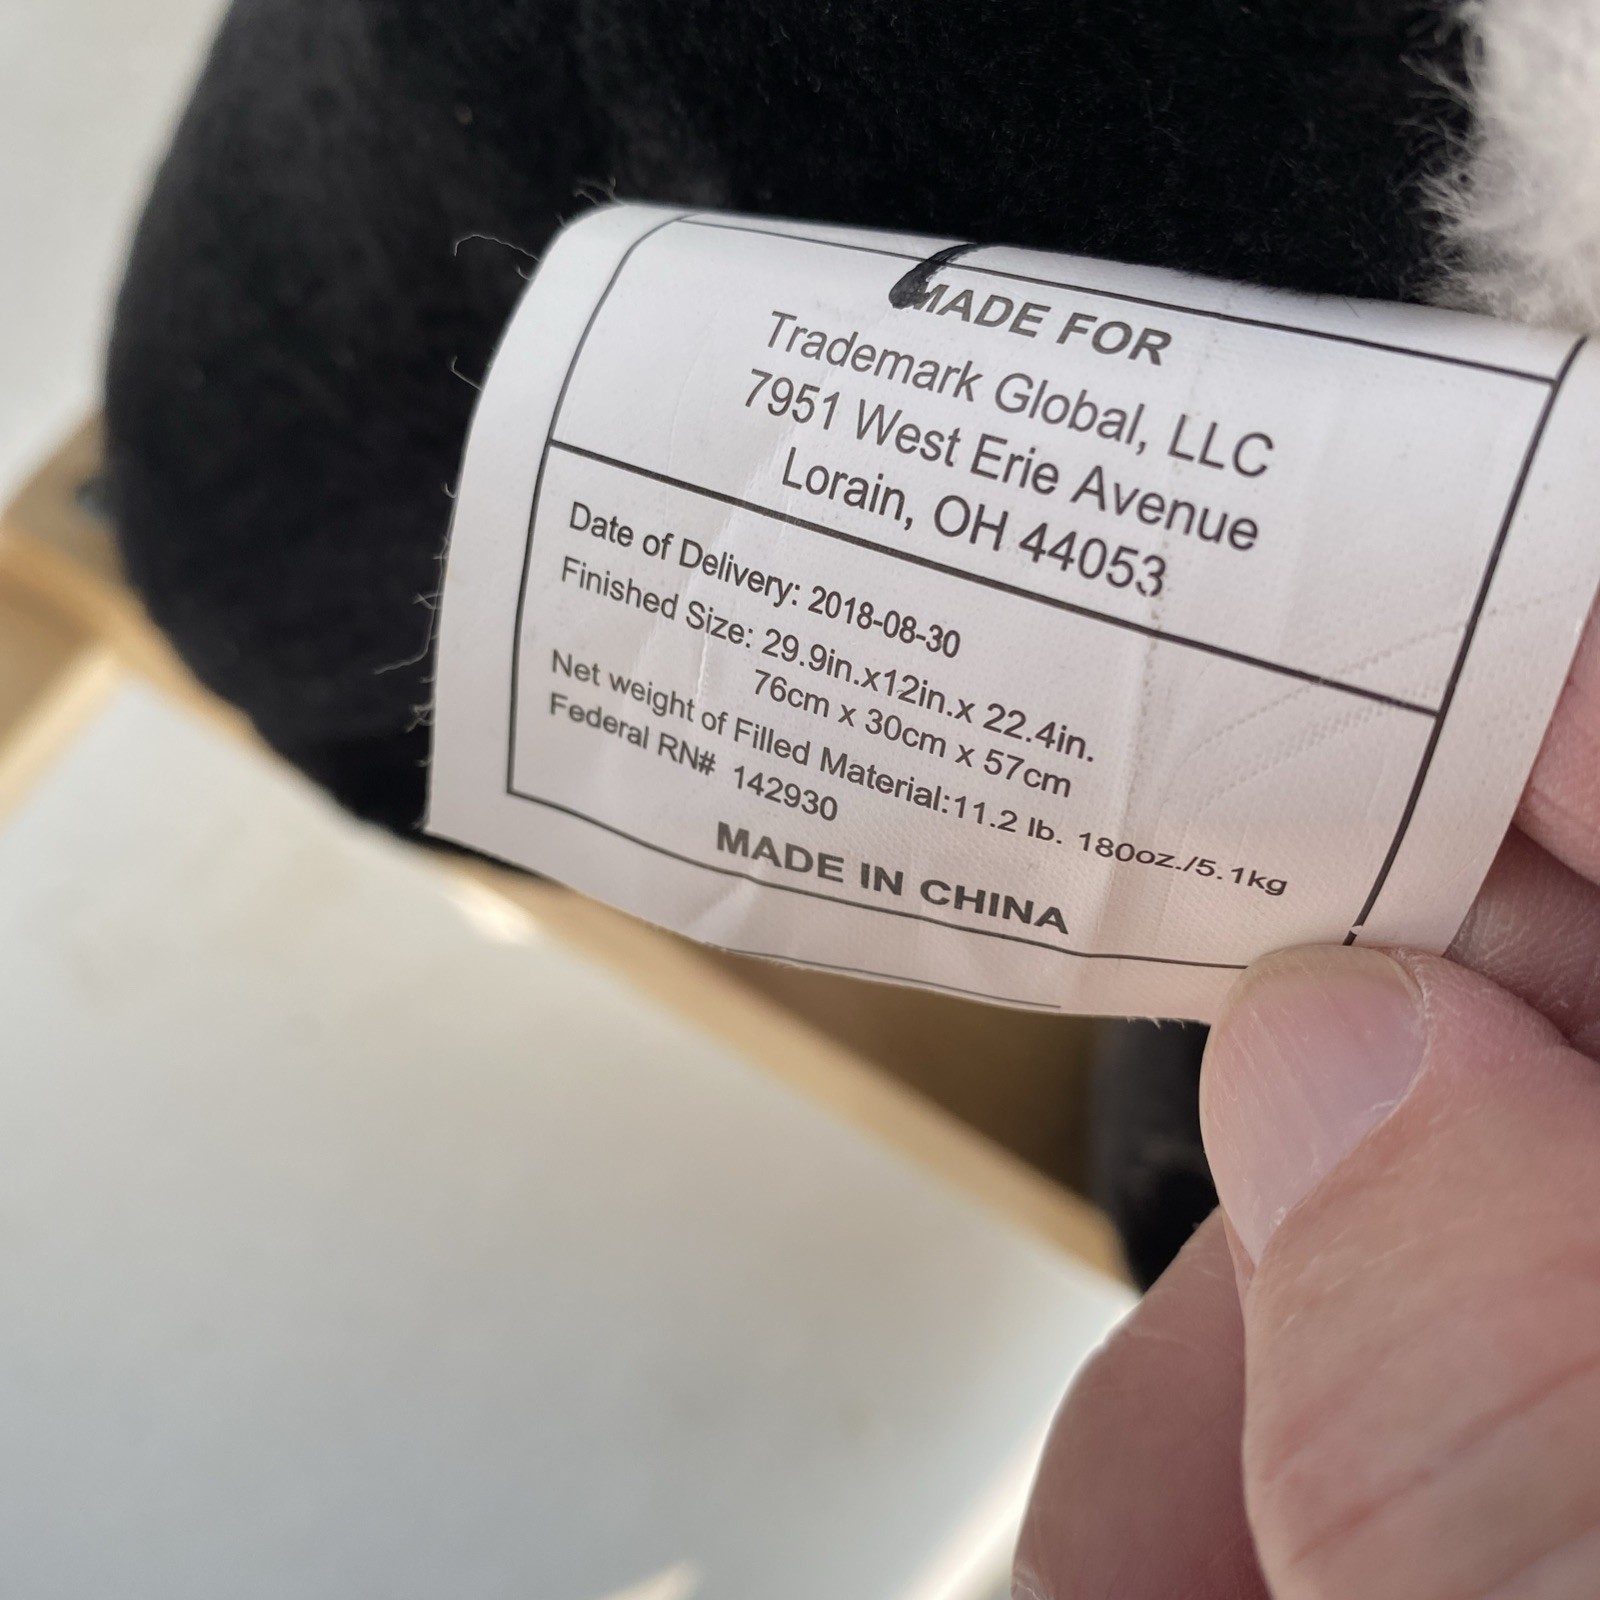 MADE FOR
Trademark Global, LLC
7951 West Erie Avenue
Lorain, OH 44053
Date of Delivery: 2018-08-30
Finished Size: 29.9in.x12in.x 22.4in.
76cm x 30cm x 57cm
Net weight of Filled Material:11.2 lb. 180oz./5.1kg
Federal RN# 142930
MADE IN CHINA